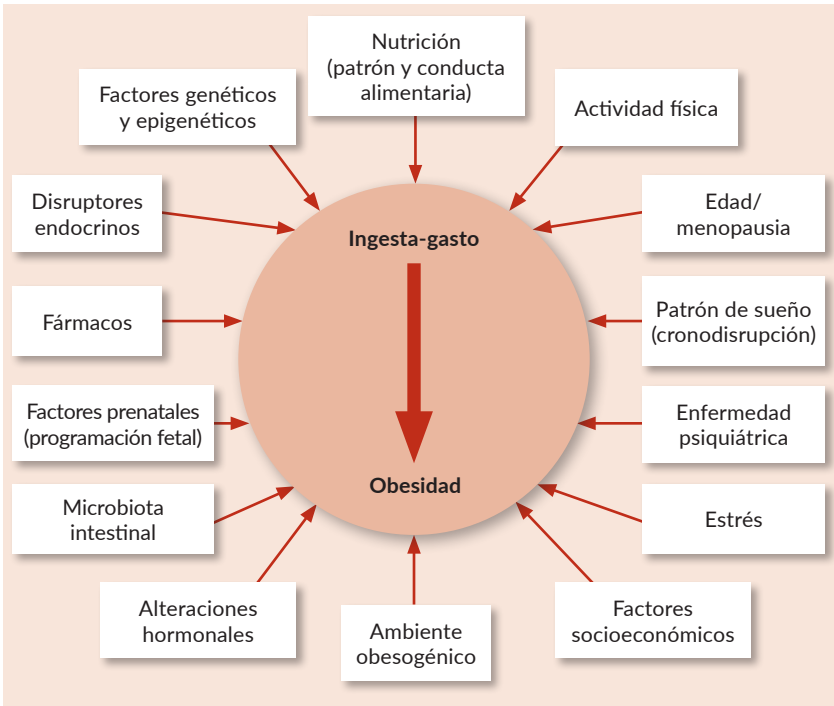 Nutrición
(patrón y conducta
alimentaria)
Factores genéticos
y epigenéticos
Actividad física
Disruptores
endocrinos
Edad/
menopausia
Ingesta-gasto
Fármacos
Patrón de sueño
(cronodisrupción)
Factores prenatales
(programación fetal)
Enfermedad
psiquiátrica
Obesidad
Microbiota
intestinal
Estrés
Alteraciones
hormonales
Ambiente
obesogénico
Factores
socioeconómicos